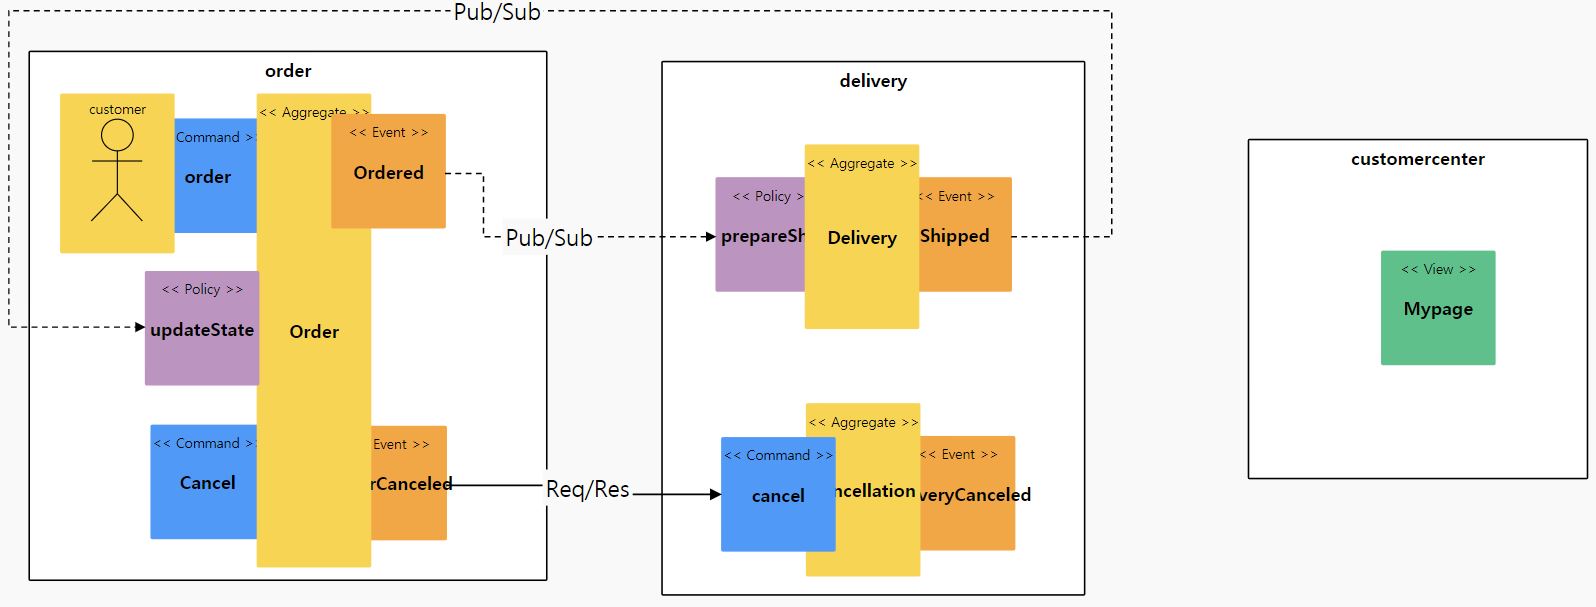 Pub/Sub
order
customer
Command >
order
<< Aggregate >>
Order
<< Event >>
Ordered
Pub/Sub
<< Policy >>
updateState
<< Command >
Cancel
Event >>
rCanceled
Req/Res
delivery
<< Policy >
prepareSh
<< Aggregate >>
Delivery
< Event >>
Shipped
<< Command >>
cancel
<< Aggregate >>
ncellation
<< Event >>
veryCanceled
customercenter
<< View >>
Mypage